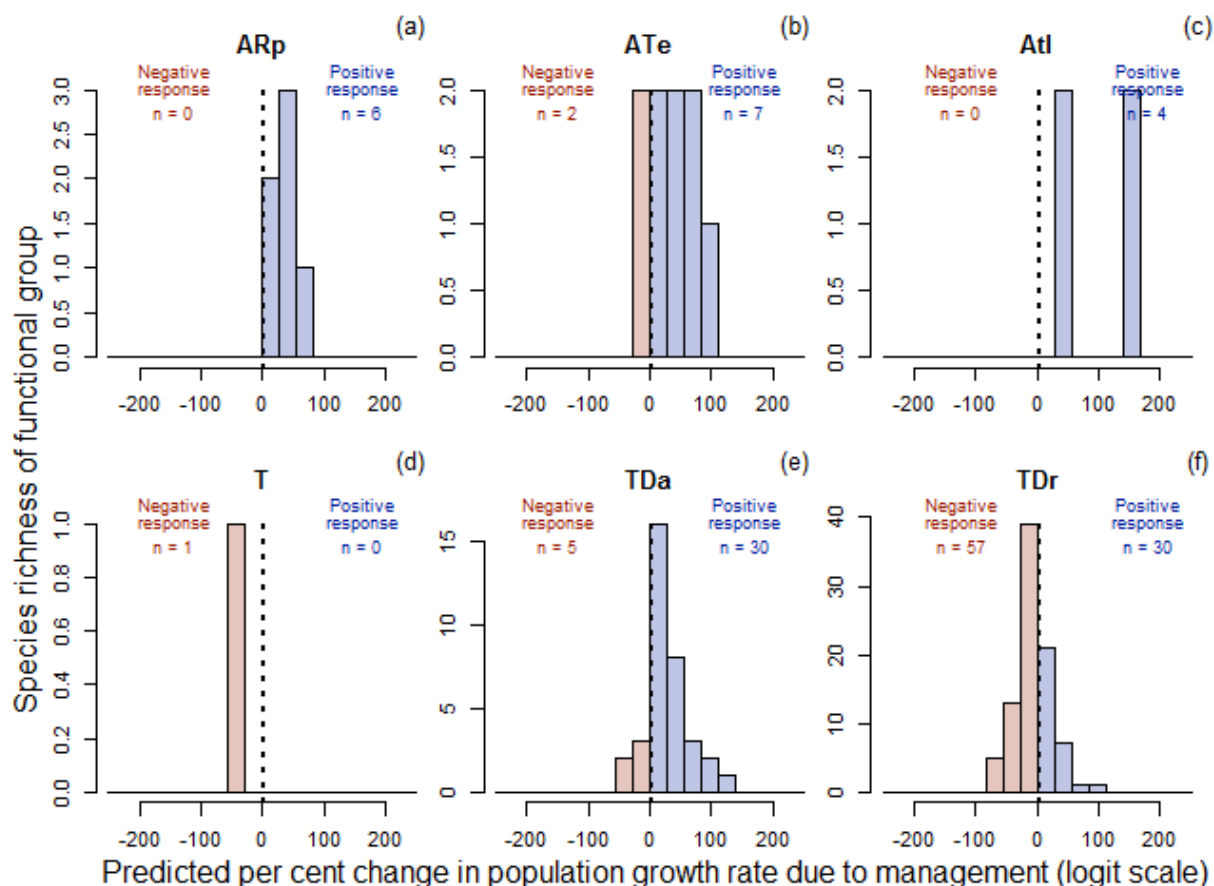 (a)
ARp
Negative
response
n = 0
Positive
response
n = 6
3.0
2.5
2.0
1.5
1.0
0.5
0.0
-200 -100 0 100 200
(b)
ATe
Negative
response
n = 2
Positive
response
n = 7
2.0
1.5
1.0
0.5
0.0
-200 -100 0 100 200
(c)
Atl
Negative
response
n = 0
Positive
response
n = 4
2.0
1.5
1.0
0.5
0.0
-200 -100 0 100 200
(d)
T
Negative
response
n = 1
Positive
response
n = 0
1.0
0.8
0.6
0.4
0.2
0.0
-200 -100 0 100 200
(e)
TDa
Negative
response
n = 5
Positive
response
n = 30
15
10
5
0
-200 -100 0 100 200
(f)
TDr
Negative
response
n = 57
Positive
response
n = 30
40
30
20
10
0
-200 -100 0 100 200
Species richness of functional group
Predicted per cent change in population growth rate due to management (logit scale)